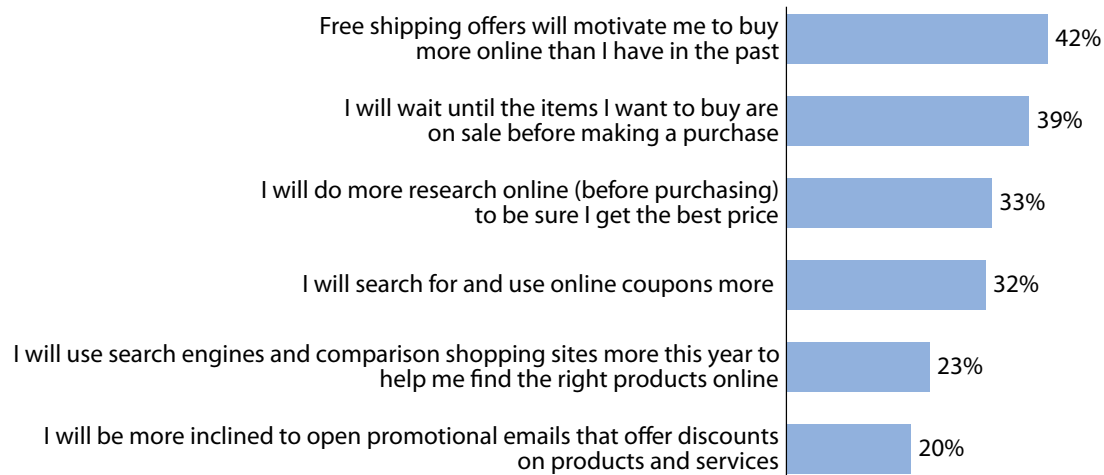 Free shipping offers will motivate me to buy
more online than I have in the past
42%
I will wait until the items I want to buy are
on sale before making a purchase
39%
I will do more research online (before purchasing)
to be sure I get the best price
33%
I will search for and use online coupons more
32%
I will use search engines and comparison shopping sites more this year to
help me find the right products online
23%
I will be more inclined to open promotional emails that offer discounts
on products and services
20%